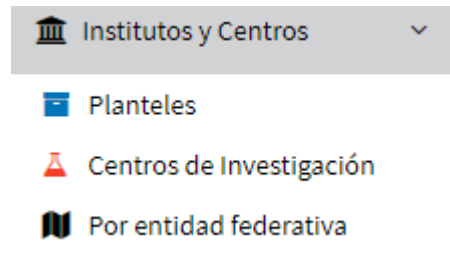 Institutos y Centros
Planteles
Centros de Investigación
Por entidad federativa